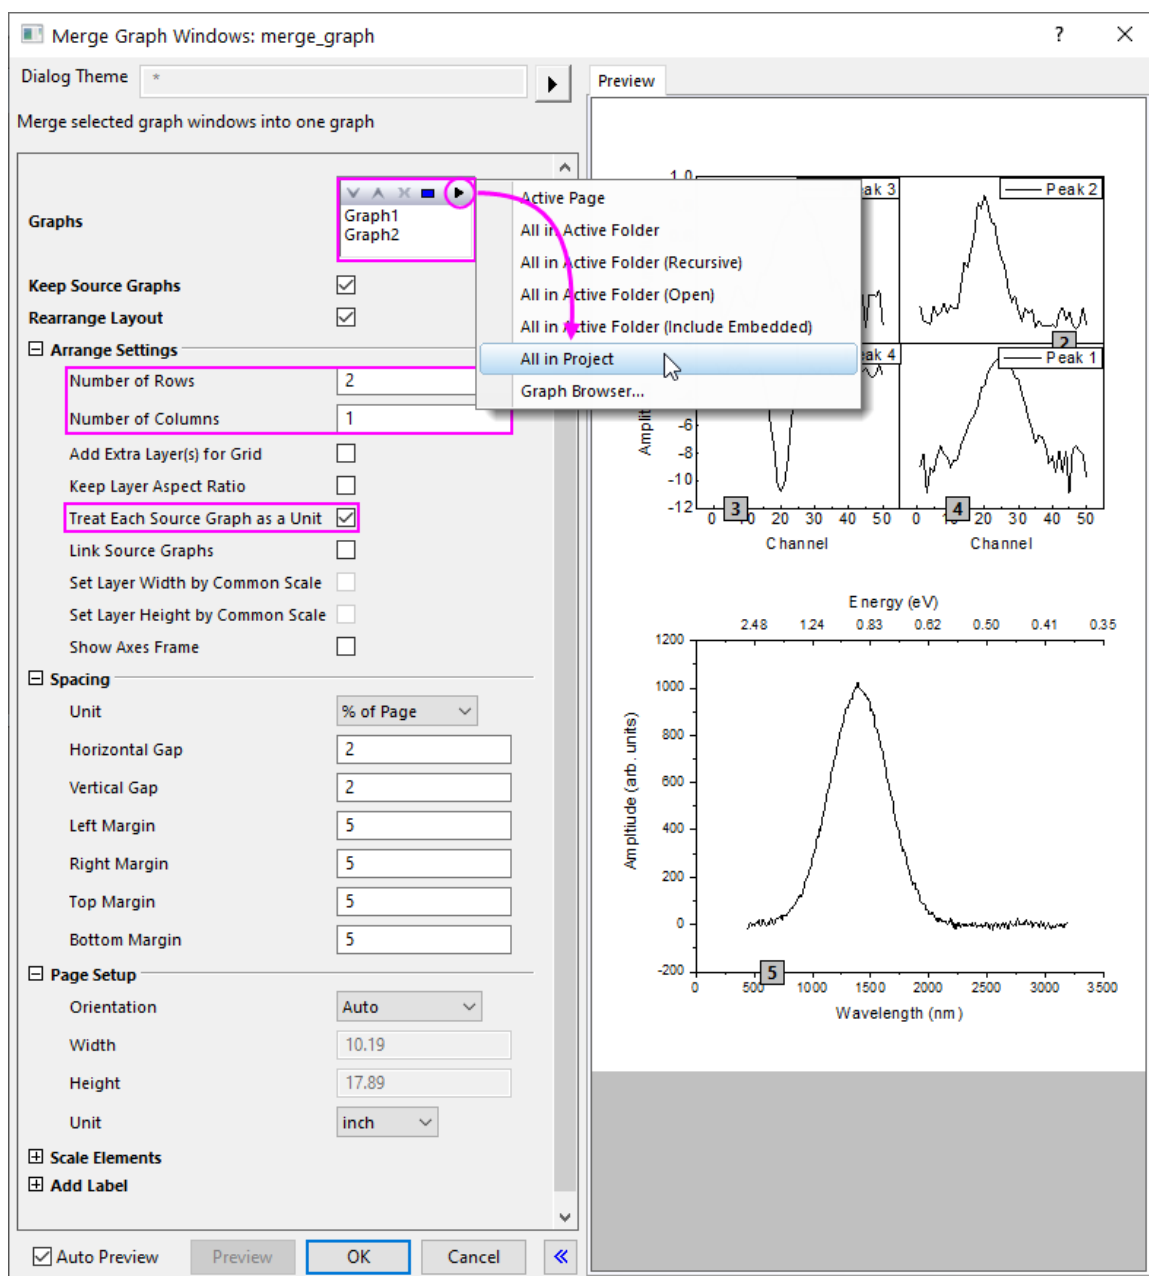 Merge Graph Windows: merge_graph
?
Dialog Theme
*
Merge selected graph windows into one graph
Graphs
Graph1
Graph2
Active Page
All in Active Folder
All in Active Folder (Recursive)
All in Active Folder (Open)
All in Active Folder (Include Embedded)
All in Project
Graph Browser...
Keep Source Graphs
Rearrange Layout
Arrange Settings
Number of Rows 2
Number of Columns 1
Add Extra Layer(s) for Grid
Keep Layer Aspect Ratio
Treat Each Source Graph as a Unit
Link Source Graphs
Set Layer Width by Common Scale
Set Layer Height by Common Scale
Show Axes Frame
Spacing
Unit % of Page
Horizontal Gap 2
Vertical Gap 2
Left Margin 5
Right Margin 5
Top Margin 5
Bottom Margin 5
Page Setup
Orientation Auto
Width 10.19
Height 17.89
Unit inch
Scale Elements
Add Label
Auto Preview
Preview
OK
Cancel
Preview
1.0
ak 3
Peak 2
2
ak 4
Peak 1
Amplit
-6
-8
-10
-12
3
4
0 20 30 40 50
0 20 30 40 50
Channel
Channel
Energy (eV)
2.48 1.24 0.83 0.62 0.50 0.41 0.35
1200
1000
800
600
400
200
0
-200
Ampltiude (arb. units)
5
0 500 1000 1500 2000 2500 3000 3500
Wavelength (nm)